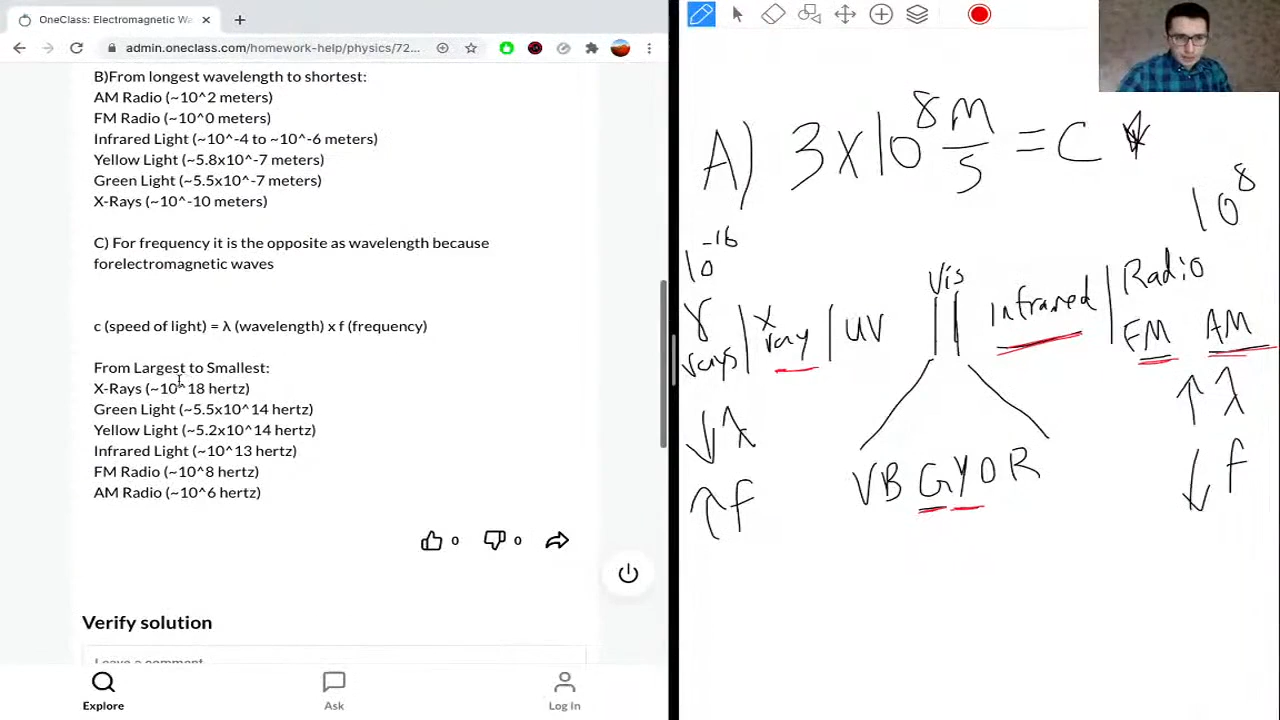 OneClass: Electromagnetic Wa
admin.oneclass.com/homework-help/physics/72...
B)From longest wavelength to shortest:
AM Radio (~10^2 meters)
FM Radio (~10^0 meters)
Infrared Light (~10^-4 to ~10^-6 meters)
Yellow Light (~5.8x10^-7 meters)
Green Light (~5.5x10^-7 meters)
X-Rays (~10^-10 meters)
C) For frequency it is the opposite as wavelength because
forelectromagnetic waves
c (speed of light) = λ (wavelength) x f (frequency)
From Largest to Smallest:
X-Rays (~10^18 hertz)
Green Light (~5.5x10^14 hertz)
Yellow Light (~5.2x10^14 hertz)
Infrared Light (~10^13 hertz)
FM Radio (~10^8 hertz)
AM Radio (~10^6 hertz)
0 0
Verify solution
Leave a comment
Explore Ask Log In
A) 3x10^8 M/S = C
10^8
10^-16
γ rays | x ray | UV | Vis | Infrared | Radio
FM AM
↓λ ↑λ
↑f ↓f
VB GYOR